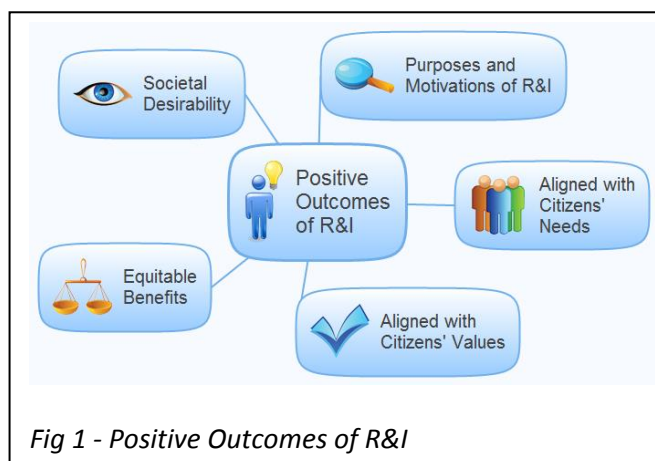 Societal
Desirability
Purposes and
Motivations of R&I
Positive
Outcomes
of R&I
Aligned with
Citizens'
Needs
Equitable
Benefits
Aligned with
Citizens' Values
Fig 1 - Positive Outcomes of R&I